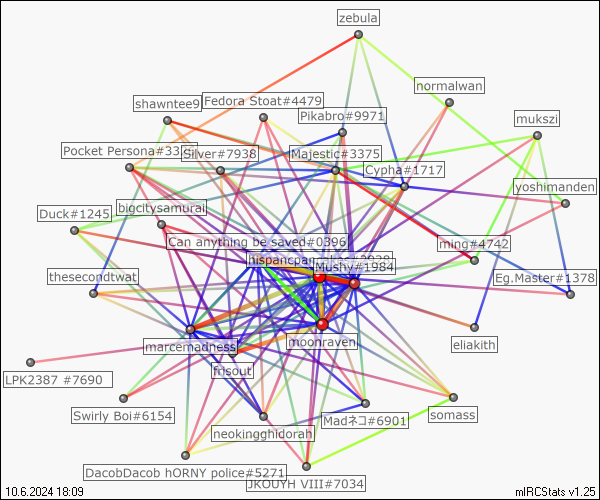 zebula
normalwan
shawntee9
Fedora Stoat#4479
Pikabro#9971
mukszi
Pocket Persona#33
Silver#7938
Majestic#3375
Cypha#1717
yoshimanden
Duck#1245
bigcitysamurai
Can anything be saved#0396
ming#4742
hispancpa
Mushy#1984
thesecondtwat
Eg.Master#1378
marcemadness
moonraven
eliakith
frisout
LPK2387 #7690
Swirly Boi#6154
neokingghidorah
Madネコ#6901
somass
DacobDacob hORNY police#5271
JKOUYH VIII#7034
10.6.2024 18:09
mIRCStats v1.25